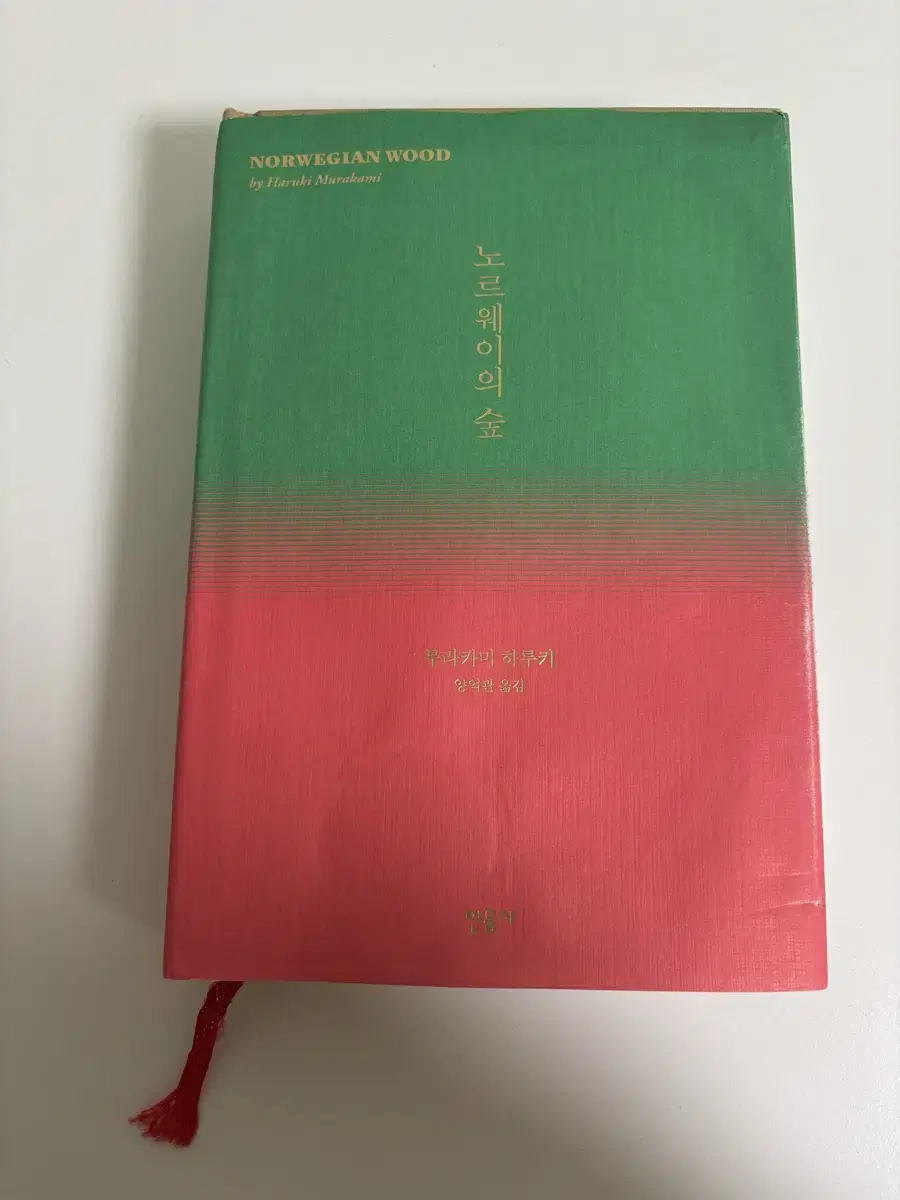 NORWEGIAN WOOD
by Haruki Murakami
노르웨이의 숲
무라카미 하루키
양억관 옮김
민음사